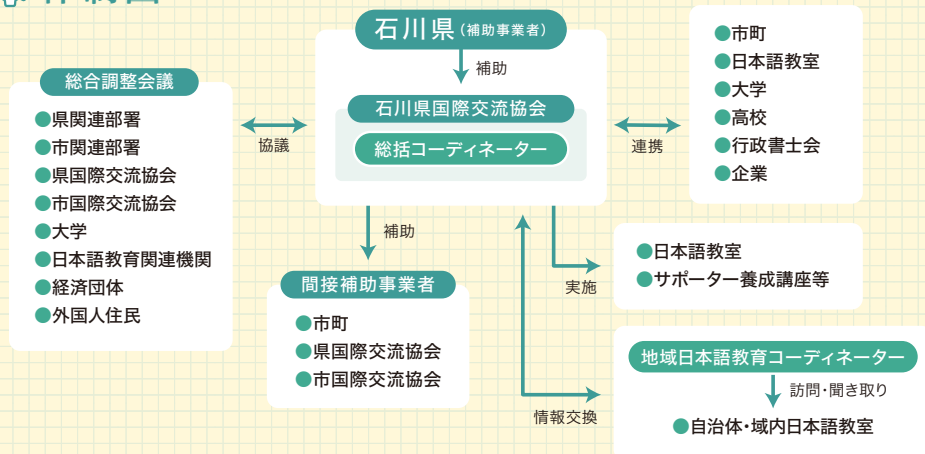 石川県(補助事業者)
補助
石川県国際交流協会
総括コーディネーター
総合調整会議
●県関連部署
●市関連部署
●県国際交流協会
●市国際交流協会
●大学
●日本語教育関連機関
●経済団体
●外国人住民
協議
連携
●市町
●日本語教室
●大学
●高校
●行政書士会
●企業
補助
間接補助事業者
●市町
●県国際交流協会
●市国際交流協会
実施
●日本語教室
●サポーター養成講座等
情報交換
地域日本語教育コーディネーター
訪問・聞き取り
●自治体・域内日本語教室